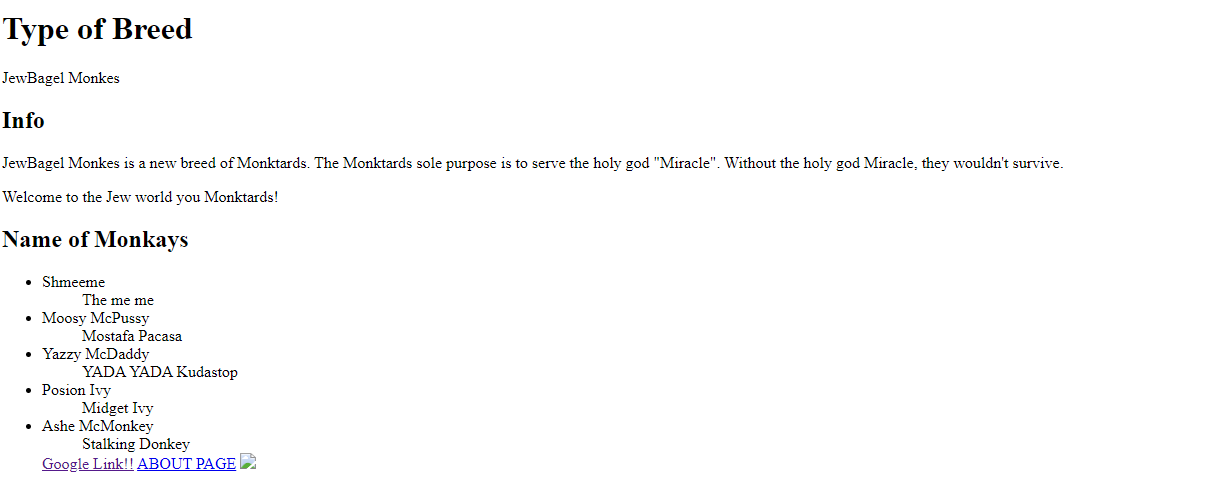 Type of Breed
JewBagel Monkes
Info
JewBagel Monkes is a new breed of Monktards. The Monktards sole purpose is to serve the holy god "Miracle". Without the holy god Miracle, they wouldn't survive.
Welcome to the Jew world you Monktards!
Name of Monkays
Shmeeme
The me me
Moosy McPussy
Mostafa Pacasa
Yazzy McDaddy
YADA YADA Kudastop
Posion Ivy
Midget Ivy
Ashe McMonkey
Stalking Donkey
Google Link!! ABOUT PAGE